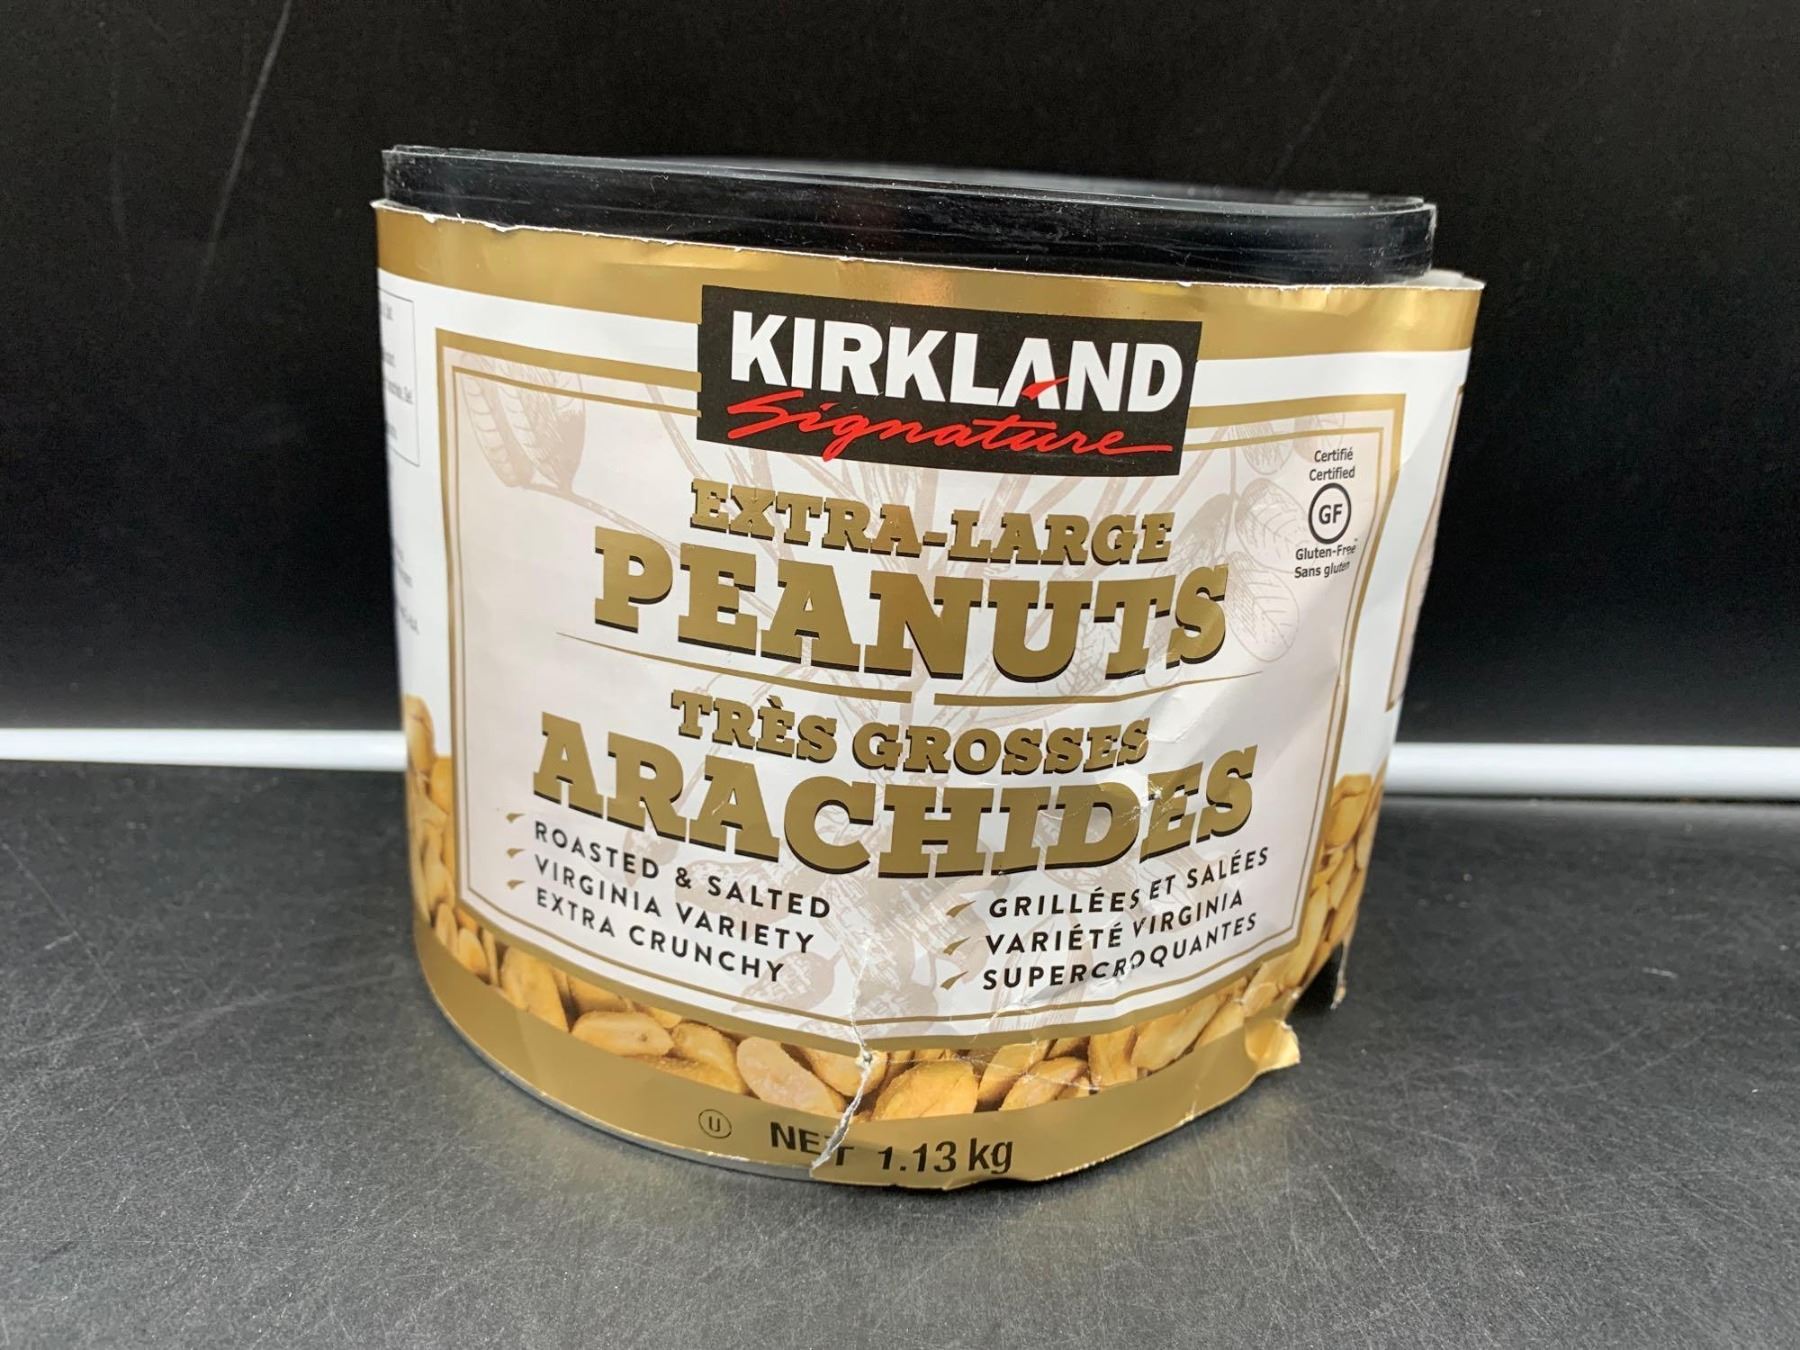 KIRKLAND
Signature
EXTRA-LARGE
PEANUTS
TRÈS GROSSES
ARACHIDES
ROASTED & SALTED
VIRGINIA VARIETY
EXTRA CRUNCHY
GRILLÉES ET SALÉES
VARIÉTÉ VIRGINIA
SUPERCROQUANTES
Certifié
Certified
GF
Gluten-Free
Sans gluten
U
NET 1.13 kg